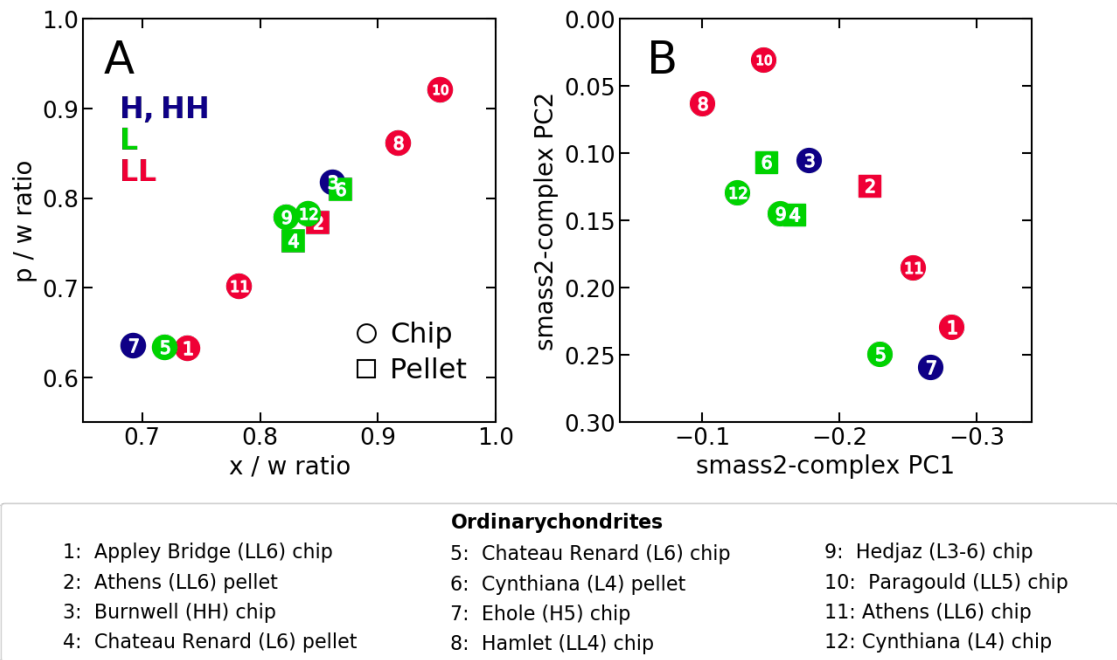 A
H, HH
L
LL
1.0
0.9
0.8
0.7
0.6
p / w ratio
10
8
3
6
9
12
2
4
11
7
5
1
Chip
Pellet
0.7
0.8
0.9
1.0
x / w ratio
B
0.00
0.05
0.10
0.15
0.20
0.25
0.30
smass2-complex PC2
10
8
6
3
2
12
9
4
11
1
5
7
−0.1
−0.2
−0.3
smass2-complex PC1
Ordinarychondrites
1: Appley Bridge (LL6) chip
2: Athens (LL6) pellet
3: Burnwell (HH) chip
4: Chateau Renard (L6) pellet
5: Chateau Renard (L6) chip
6: Cynthiana (L4) pellet
7: Ehole (H5) chip
8: Hamlet (LL4) chip
9: Hedjaz (L3-6) chip
10: Paragould (LL5) chip
11: Athens (LL6) chip
12: Cynthiana (L4) chip